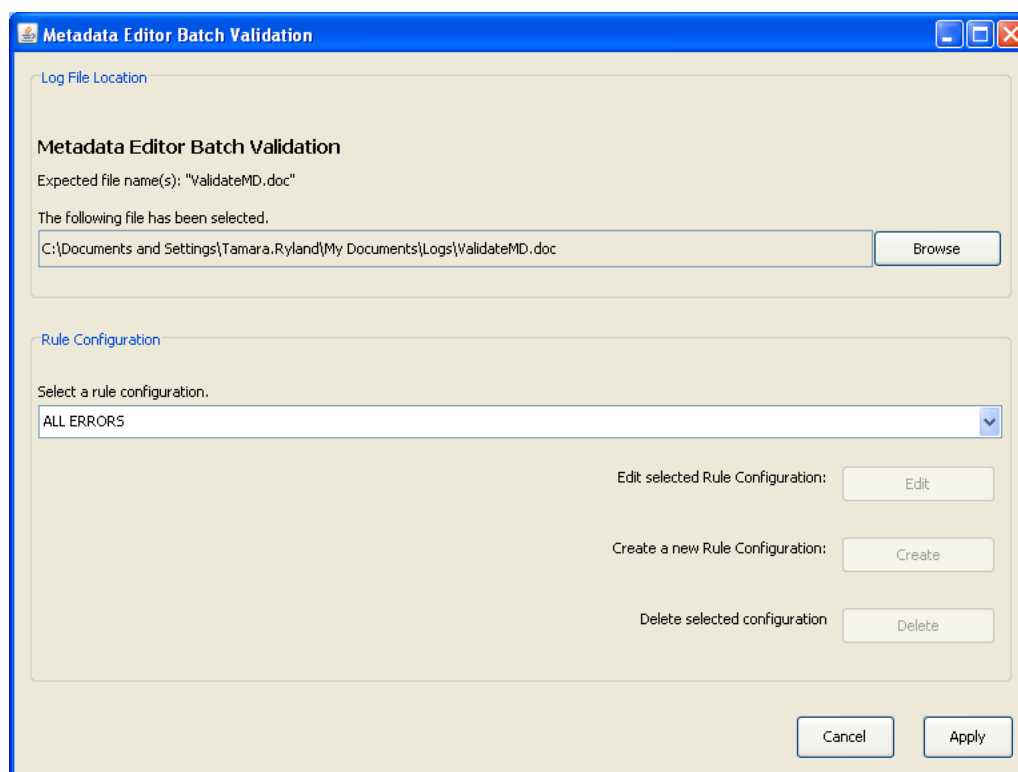 Metadata Editor Batch Validation
Log File Location
Metadata Editor Batch Validation
Expected file name(s): "ValidateMD.doc"
The following file has been selected.
C:\Documents and Settings\Tamara.Ryland\My Documents\Logs\ValidateMD.doc
Browse
Rule Configuration
Select a rule configuration.
ALL ERRORS
Edit selected Rule Configuration:
Edit
Create a new Rule Configuration:
Create
Delete selected configuration
Delete
Cancel
Apply